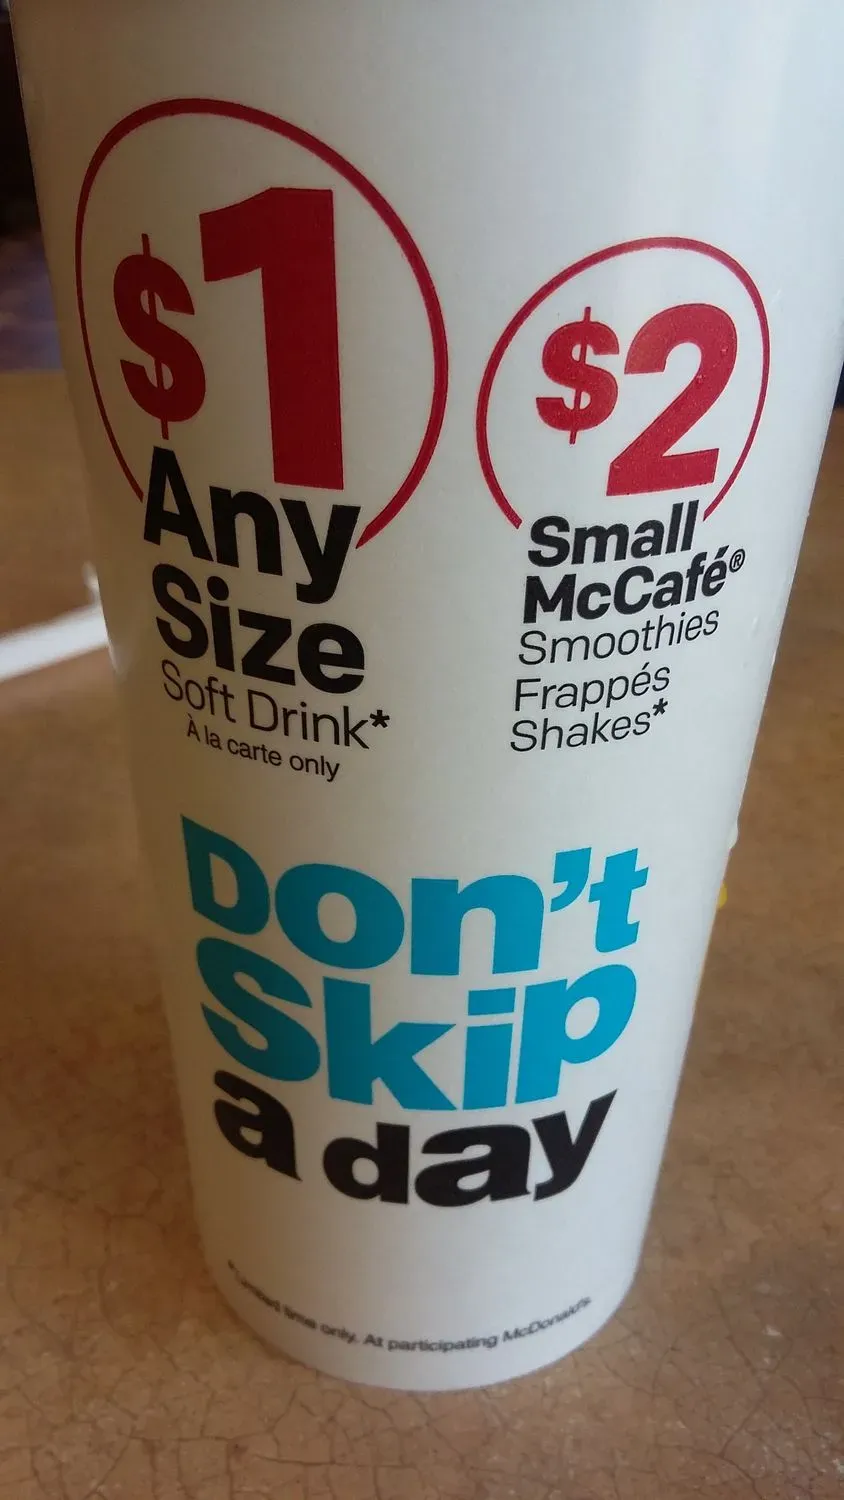 $1
Any
Size
Soft Drink*
À la carte only
$2
Small
McCafé®
Smoothies
Frappés
Shakes*
Don't
Skip
a day
*Limited time only. At participating McDonald's.